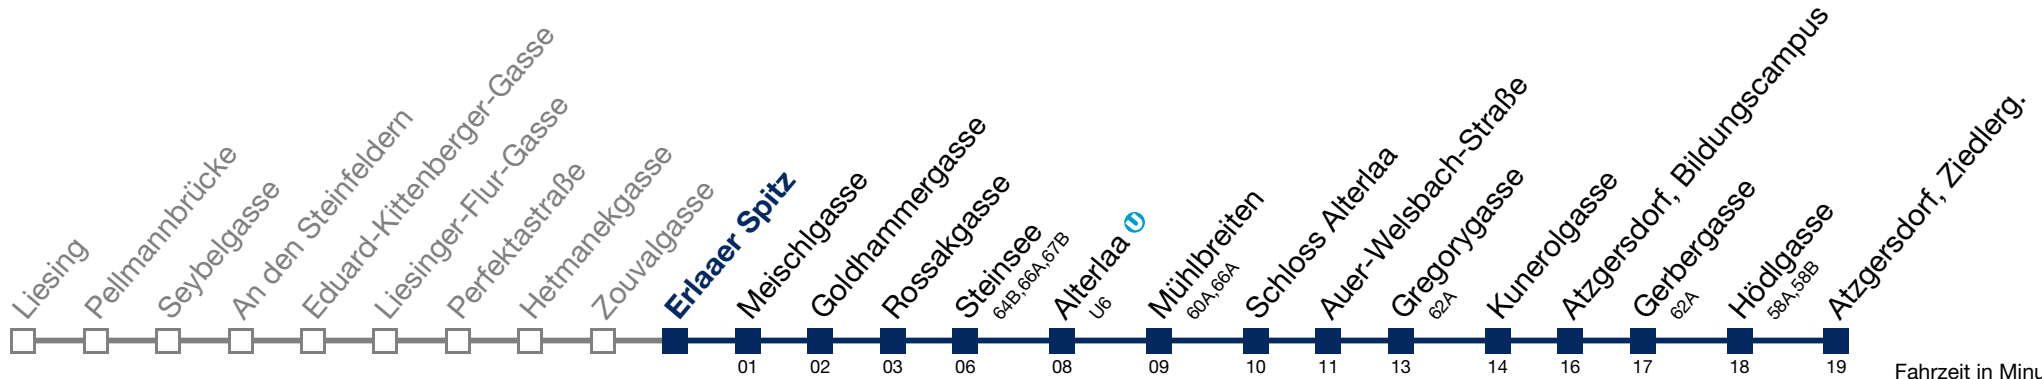 Liesing
Pellmannbrücke
Seybelgasse
An den Steinfeldern
Eduard-Kittenberger-Gasse
Liesinger-Flur-Gasse
Perfektastraße
Hetmanekgasse
Zouvalgasse
Erlaaer Spitz
Meischlgasse
Goldhammergasse
Rossakgasse
Steinsee
64B,66A,67B
Alterlaa U
U6
Mühlbreiten
60A,66A
Schloss Alterlaa
Auer-Welsbach-Straße
Gregorygasse
62A
Kunerolgasse
Atzgersdorf, Bildungscampus
Gerbergasse
62A
Hödlgasse
58A,58B
Atzgersdorf, Ziedlerg.
01 02 03 06 08 09 10 11 13 14 16 17 18 19
Fahrzeit in Minu